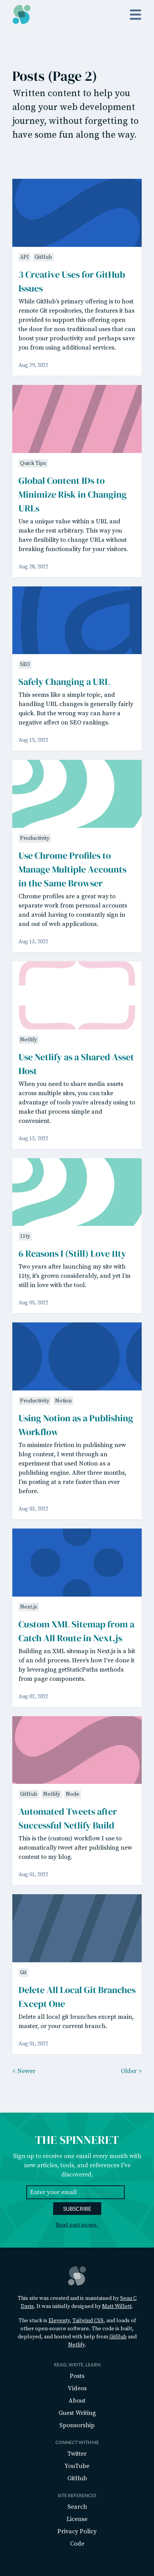 Posts (Page 2)
Written content to help you
along your web development
journey, without forgetting to
have some fun along the way.
API GitHub
3 Creative Uses for GitHub
Issues
While GitHub's primary offering is to host
remote Git repositories, the features it has
provided to support this offering open
the door for non-traditional uses that can
boost your productivity and perhaps save
you from using additional services.
Aug 29, 2022
Quick Tips
Global Content IDs to
Minimize Risk in Changing
URLs
Use a unique value within a URL and
make the rest arbitrary. This way you
have flexibility to change URLs without
breaking functionality for your visitors.
Aug 28, 2022
SEO
Safely Changing a URL
This seems like a simple topic, and
handling URL changes is generally fairly
quick. But the wrong way can have a
negative affect on SEO rankings.
Aug 15, 2022
Productivity
Use Chrome Profiles to
Manage Multiple Accounts
in the Same Browser
Chrome profiles are a great way to
separate work from personal accounts
and avoid having to constantly sign in
and out of web applications.
Aug 13, 2022
Netlify
Use Netlify as a Shared Asset
Host
When you need to share media assets
across multiple sites, you can take
advantage of tools you're already using to
make that process simple and
convenient.
Aug 13, 2022
11ty
6 Reasons I (Still) Love 11ty
Two years after launching my site with
11ty, it's grown considerably, and yet I'm
still in love with the tool.
Aug 05, 2022
Productivity Notion
Using Notion as a Publishing
Workflow
To minimize friction in publishing new
blog content, I went through an
experiment that used Notion as a
publishing engine. After three months,
I'm posting at a rate faster than ever
before.
Aug 03, 2022
Next.js
Custom XML Sitemap from a
Catch All Route in Next.js
Building an XML sitemap in Next.js is a bit
of an odd process. Here's how I've done it
by leveraging getStaticPaths methods
from page components.
Aug 02, 2022
GitHub Netlify Node
Automated Tweets after
Successful Netlify Build
This is the (custom) workflow I use to
automatically tweet after publishing new
content to my blog.
Aug 01, 2022
Git
Delete All Local Git Branches
Except One
Delete all local git branches except main,
master, or your current branch.
Aug 01, 2022
< Newer Older >
THE SPINNERET
Sign up to receive one email every month with
new articles, tools, and references I've
discovered.
Enter your email
SUBSCRIBE
Read past issues.
This site was created and is maintained by Sean C
Davis. It was initially designed by Matt Willett.
The stack is Eleventy, Tailwind CSS, and loads of
other open-source software. This site is built,
deployed, and hosted with help from GitHub and
Netlify.
READ, WRITE, LEARN
Posts
Videos
About
Guest Writing
Sponsorship
CONNECT WITH ME
Twitter
YouTube
GitHub
SITE REFERENCES
Search
License
Privacy Policy
Code